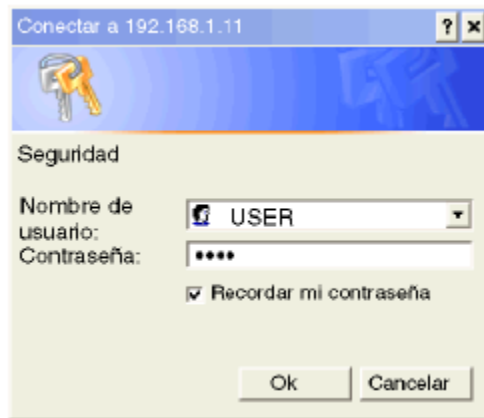 Conectar a 192.168.1.11
? ×
Seguridad
Nombre de
usuario:
USER
Contraseña:
••••
Recordar mi contraseña
Ok
Cancelar